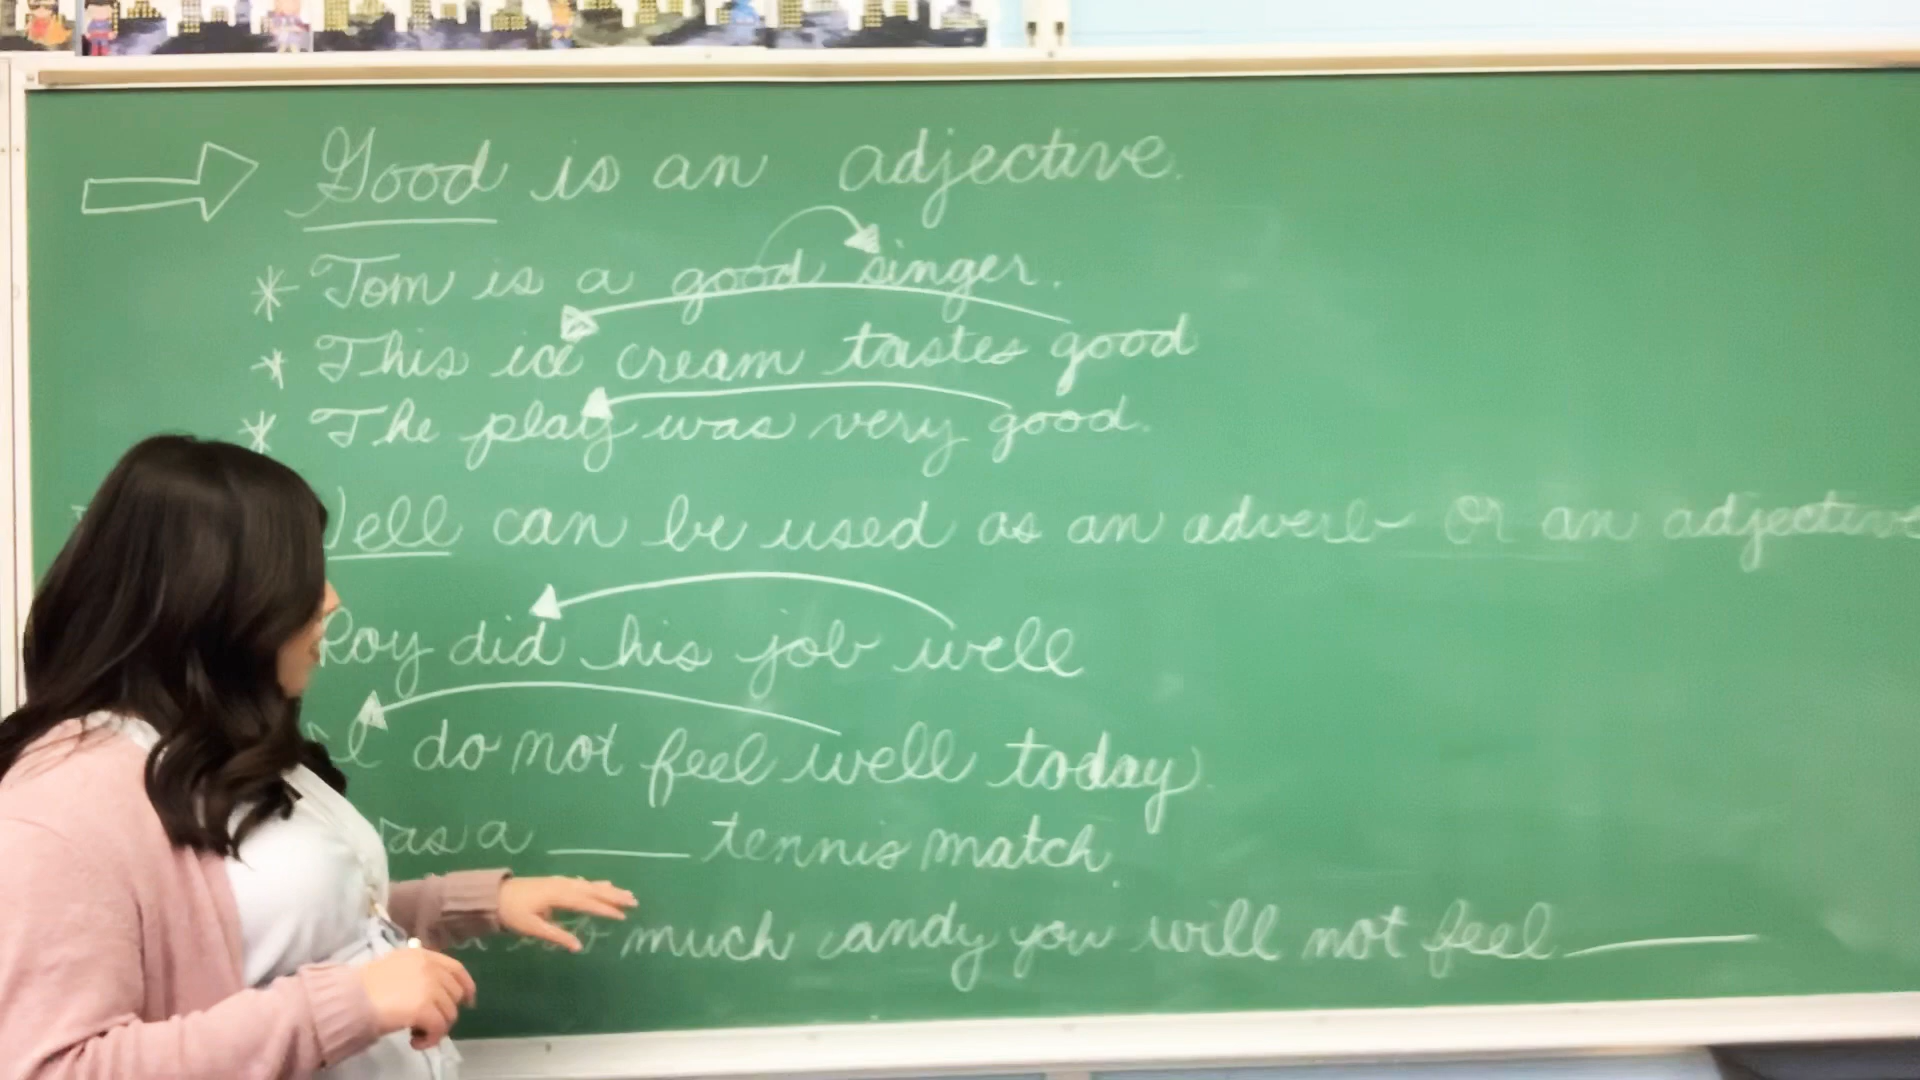 Good is an adjective.
* Tom is a good singer.
* This ice cream tastes good
* The play was very good.
ell can be used as an adverb or an adjective
Roy did his job well
I do not feel well today.
as a ____ tennis match.
much candy you will not feel ____